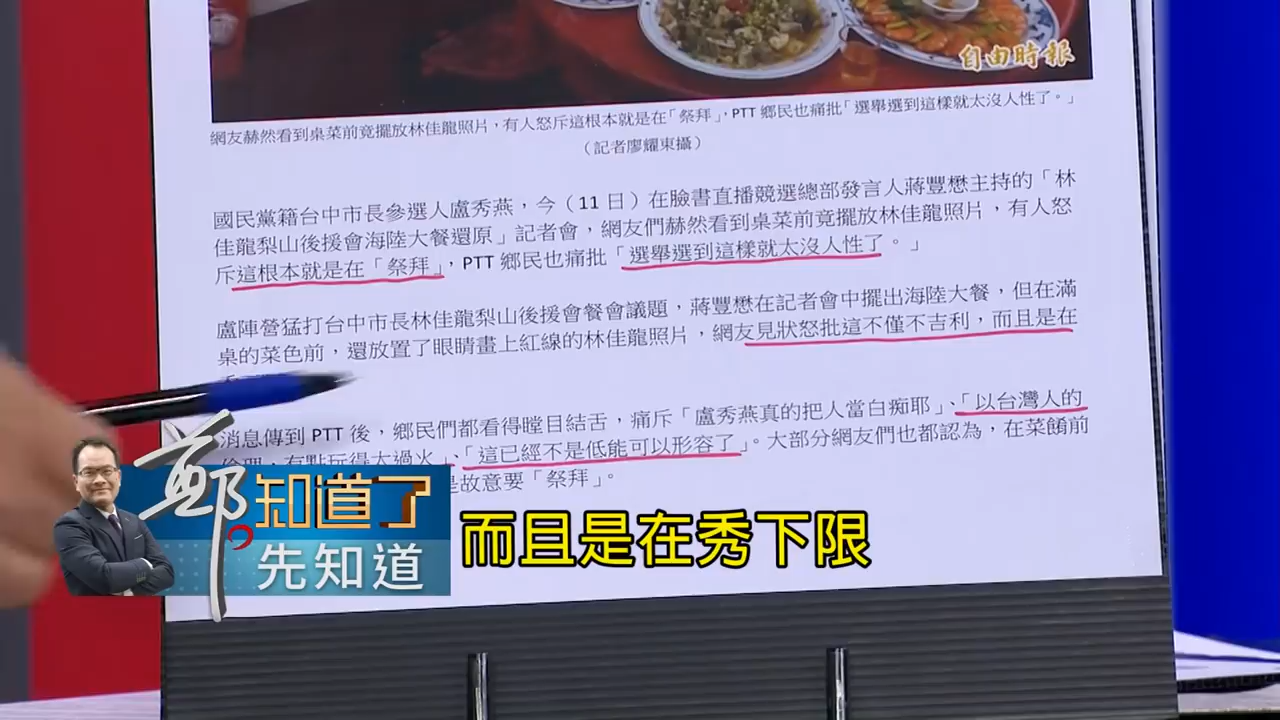 自由時報
網友赫然看到桌菜前竟擺放林佳龍照片，有人怒斥這根本就是在「祭拜」，PTT 鄉民也痛批「選舉選到這樣就太沒人性了。」
（記者廖耀東攝）
國民黨籍台中市長參選人盧秀燕，今（11 日）在臉書直播競選總部發言人蔣豐懋主持的「林
佳龍梨山後援會海陸大餐還原」記者會，網友們赫然看到桌菜前竟擺放林佳龍照片，有人怒
斥這根本就是在「祭拜」，PTT 鄉民也痛批「選舉選到這樣就太沒人性了。」
盧陣營猛打台中市長林佳龍梨山後援會餐會議題，蔣豐懋在記者會中擺出海陸大餐，但在滿
桌的菜色前，還放置了眼睛畫上紅線的林佳龍照片，網友見狀怒批這不僅不吉利，而且是在
消息傳到 PTT 後，鄉民們都看得瞠目結舌，痛斥「盧秀燕真的把人當白痴耶」、「以台灣人的
倫理，有點玩得太過火」、「這已經不是低能可以形容了」。大部分網友們也都認為，在菜餚前
是故意要「祭拜」。
鄭知道了
先知道
而且是在秀下限